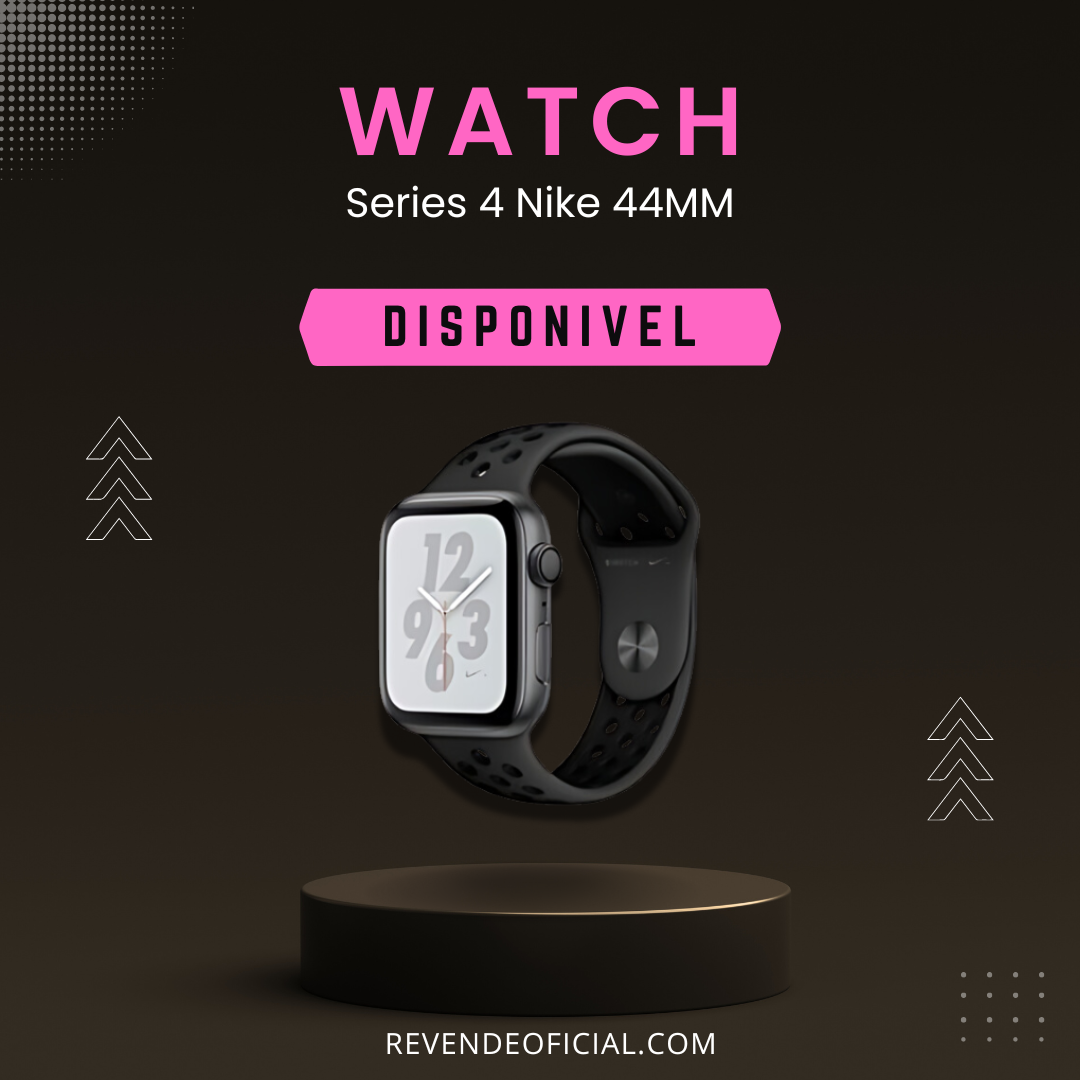 WATCH
Series 4 Nike 44MM
DISPONIVEL
12
9 3
6
REVENDEOFICIAL.COM